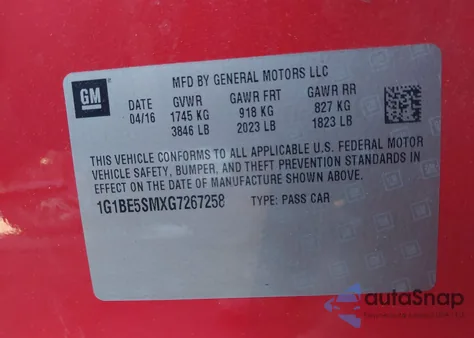 GM
MFD BY GENERAL MOTORS LLC
DATE GVWR GAWR FRT GAWR RR
04/16 1745 KG 918 KG 827 KG
3846 LB 2023 LB 1823 LB
THIS VEHICLE CONFORMS TO ALL APPLICABLE U.S. FEDERAL MOTOR
VEHICLE SAFETY, BUMPER, AND THEFT PREVENTION STANDARDS IN
EFFECT ON THE DATE OF MANUFACTURE SHOWN ABOVE.
1G1BE5SMXG7267258 TYPE: PASS CAR
autoSnap